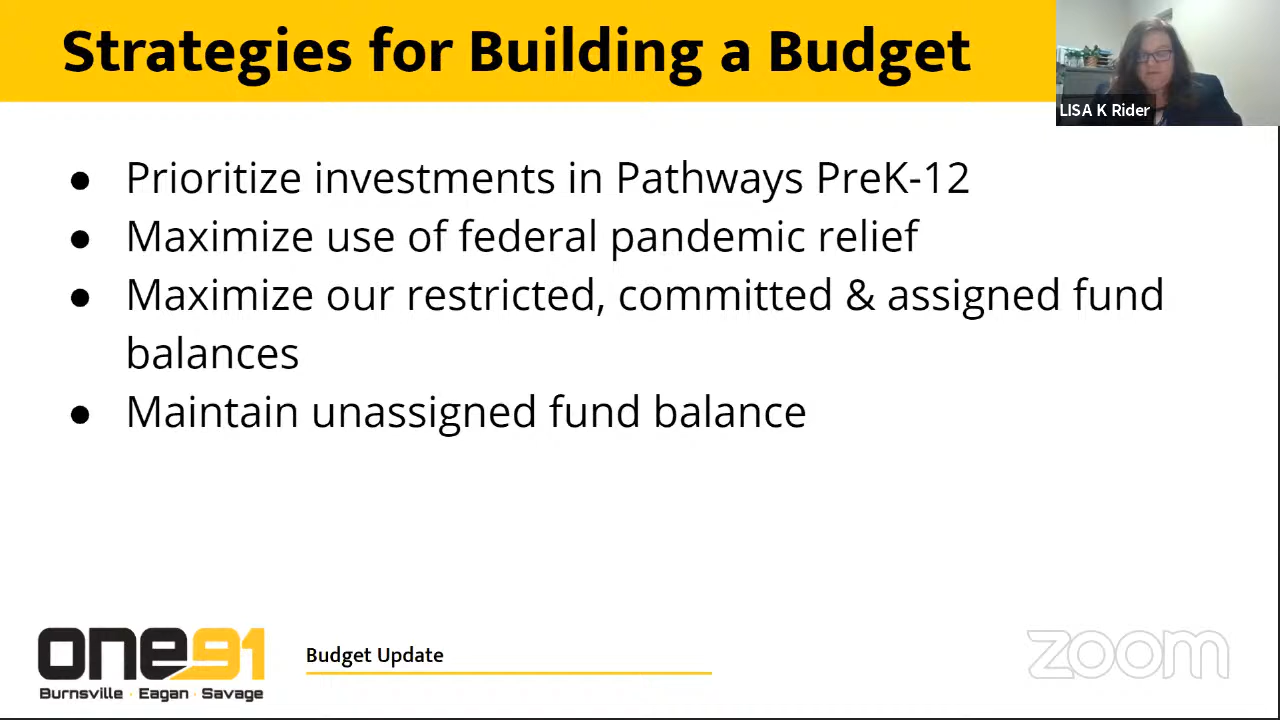 Strategies for Building a Budget
LISA K Rider
● Prioritize investments in Pathways PreK-12
● Maximize use of federal pandemic relief
● Maximize our restricted, committed & assigned fund
balances
● Maintain unassigned fund balance
one91
Burnsville · Eagan · Savage
Budget Update
zoom